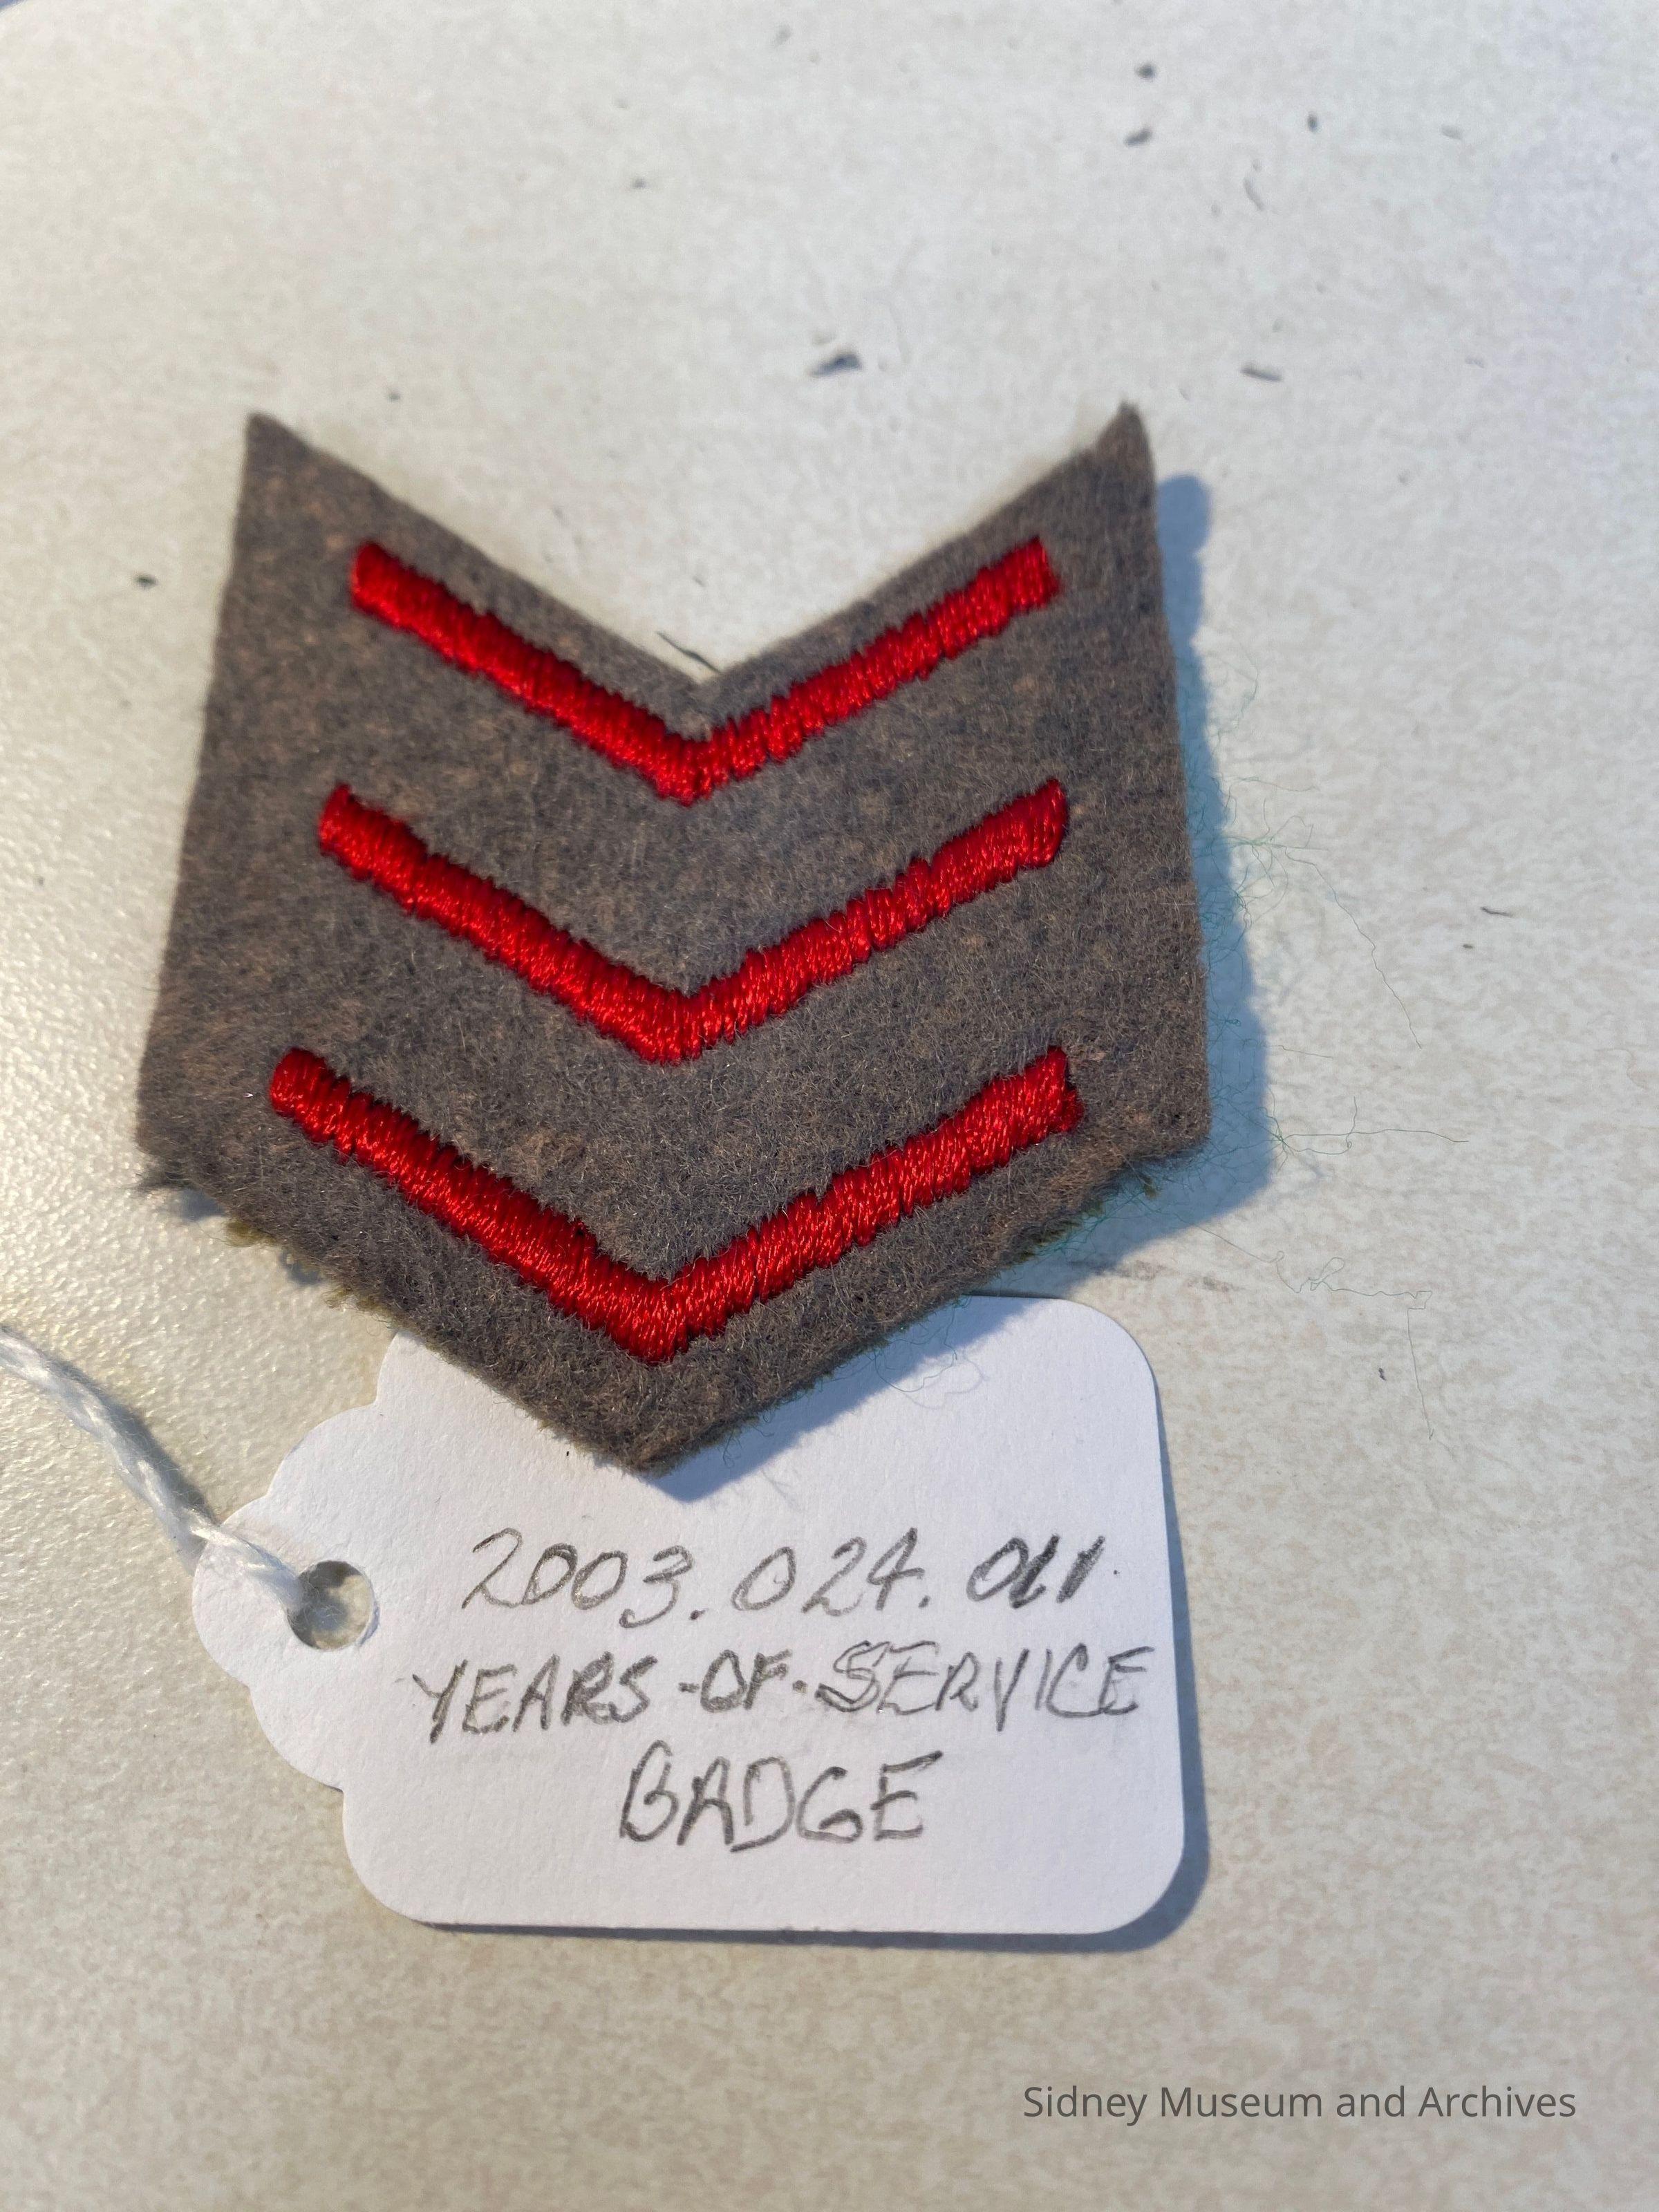 2003.024.011
YEARS-OF-SERVICE
BADGE
Sidney Museum and Archives